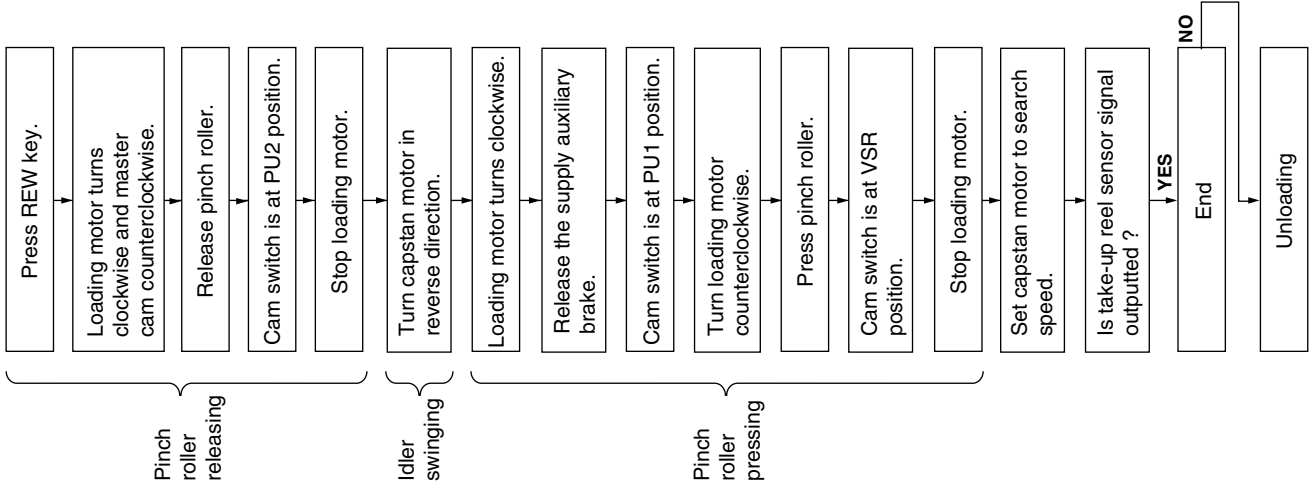 Press REW key.
Loading motor turns
clockwise and master
cam counterclockwise.
Release pinch roller.
Cam switch is at PU2 position.
Stop loading motor.
Pinch
roller
releasing
Turn capstan motor in
reverse direction.
Idler
swinging
Loading motor turns clockwise.
Release the supply auxiliary
brake.
Cam switch is at PU1 position.
Turn loading motor
counterclockwise.
Press pinch roller.
Cam switch is at VSR
position.
Stop loading motor.
Pinch
roller
pressing
Set capstan motor to search
speed.
Is take-up reel sensor signal
outputted ?
YES
NO
End
Unloading